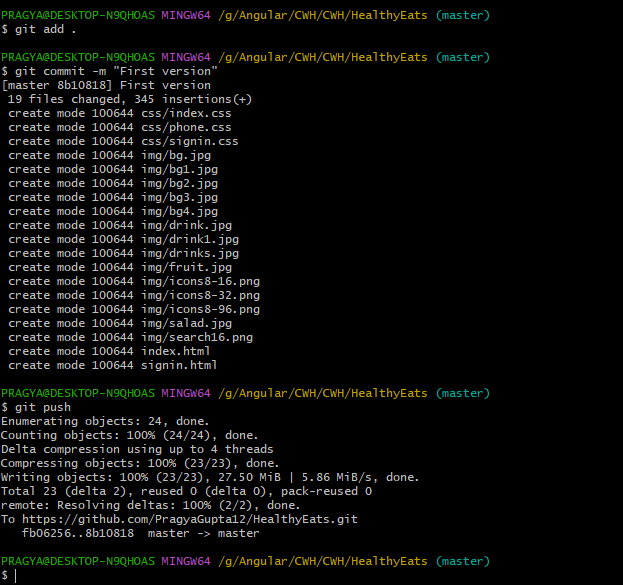 PRAGYA@DESKTOP-N9QHOAS MINGW64 /g/Angular/CWH/CWH/HealthyEats (master)
$ git add .
PRAGYA@DESKTOP-N9QHOAS MINGW64 /g/Angular/CWH/CWH/HealthyEats (master)
$ git commit -m "First version"
[master 8b10818] First version
 19 files changed, 345 insertions(+)
 create mode 100644 css/index.css
 create mode 100644 css/phone.css
 create mode 100644 css/signin.css
 create mode 100644 img/bg.jpg
 create mode 100644 img/bg1.jpg
 create mode 100644 img/bg2.jpg
 create mode 100644 img/bg3.jpg
 create mode 100644 img/bg4.jpg
 create mode 100644 img/drink.jpg
 create mode 100644 img/drink1.jpg
 create mode 100644 img/drinks.jpg
 create mode 100644 img/fruit.jpg
 create mode 100644 img/icons8-16.png
 create mode 100644 img/icons8-32.png
 create mode 100644 img/icons8-96.png
 create mode 100644 img/salad.jpg
 create mode 100644 img/search16.png
 create mode 100644 index.html
 create mode 100644 signin.html
PRAGYA@DESKTOP-N9QHOAS MINGW64 /g/Angular/CWH/CWH/HealthyEats (master)
$ git push
Enumerating objects: 24, done.
Counting objects: 100% (24/24), done.
Delta compression using up to 4 threads
Compressing objects: 100% (23/23), done.
Writing objects: 100% (23/23), 27.50 MiB | 5.86 MiB/s, done.
Total 23 (delta 2), reused 0 (delta 0), pack-reused 0
remote: Resolving deltas: 100% (2/2), done.
To https://github.com/PragyaGupta12/HealthyEats.git
   fb06256..8b10818  master -> master
PRAGYA@DESKTOP-N9QHOAS MINGW64 /g/Angular/CWH/CWH/HealthyEats (master)
$